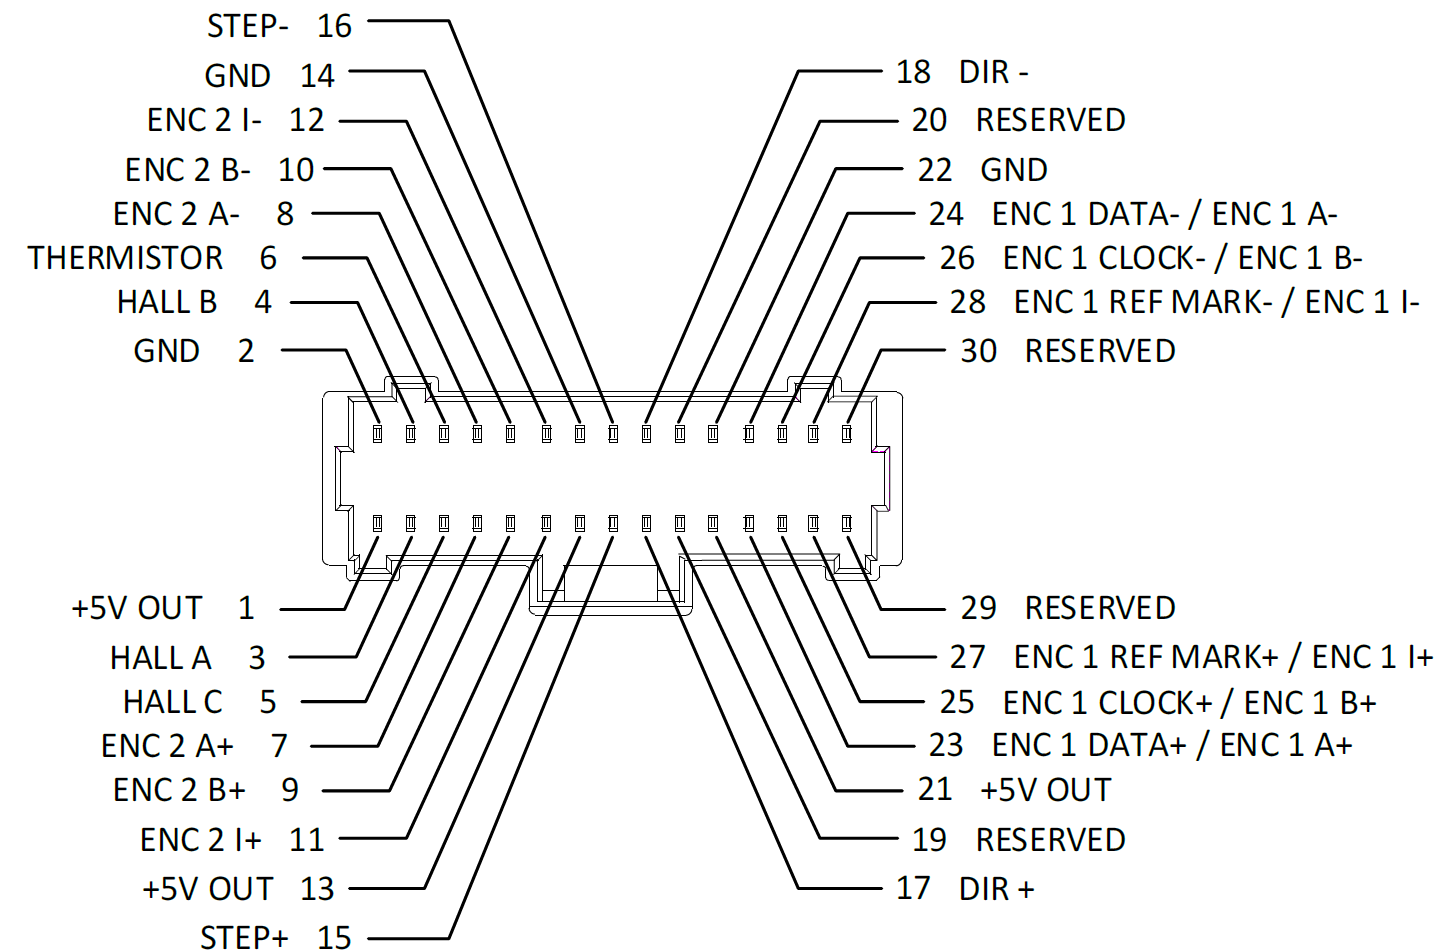 STEP- 16
GND 14
ENC 2 I- 12
ENC 2 B- 10
ENC 2 A- 8
THERMISTOR 6
HALL B 4
GND 2
18 DIR -
20 RESERVED
22 GND
24 ENC 1 DATA- / ENC 1 A-
26 ENC 1 CLOCK- / ENC 1 B-
28 ENC 1 REF MARK- / ENC 1 I-
30 RESERVED
+5V OUT 1
HALL A 3
HALL C 5
ENC 2 A+ 7
ENC 2 B+ 9
ENC 2 I+ 11
+5V OUT 13
STEP+ 15
29 RESERVED
27 ENC 1 REF MARK+ / ENC 1 I+
25 ENC 1 CLOCK+ / ENC 1 B+
23 ENC 1 DATA+ / ENC 1 A+
21 +5V OUT
19 RESERVED
17 DIR +